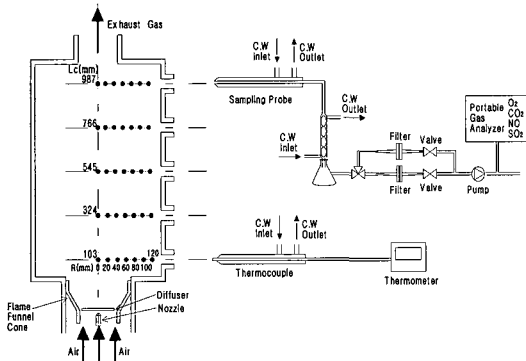 Exhaust Gas
Lc(mm)
987
766
545
324
103
120
R(mm) 0 20 40 60 80 100
Flame
Funnel
Cone
Diffuser
Nozzle
Air
Air
C.W
Inlet
C.W
Outlet
Sampling Probe
C.W
Outlet
C.W
Inlet
Filter
Valve
Filter
Valve
Pump
Portable
Gas
Analyzer
O2
CO2
NO
SO2
C.W
Inlet
C.W
Outlet
Thermocouple
Thermometer